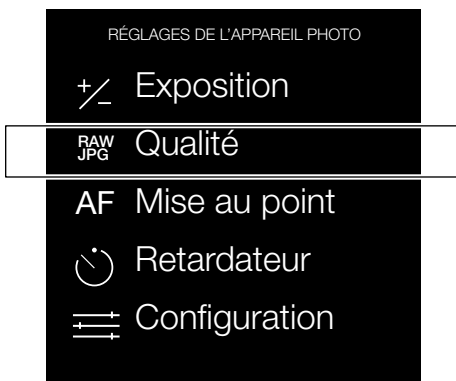 RÉGLAGES DE L'APPAREIL PHOTO
+/- Exposition
RAW JPG Qualité
AF Mise au point
Retardateur
Configuration